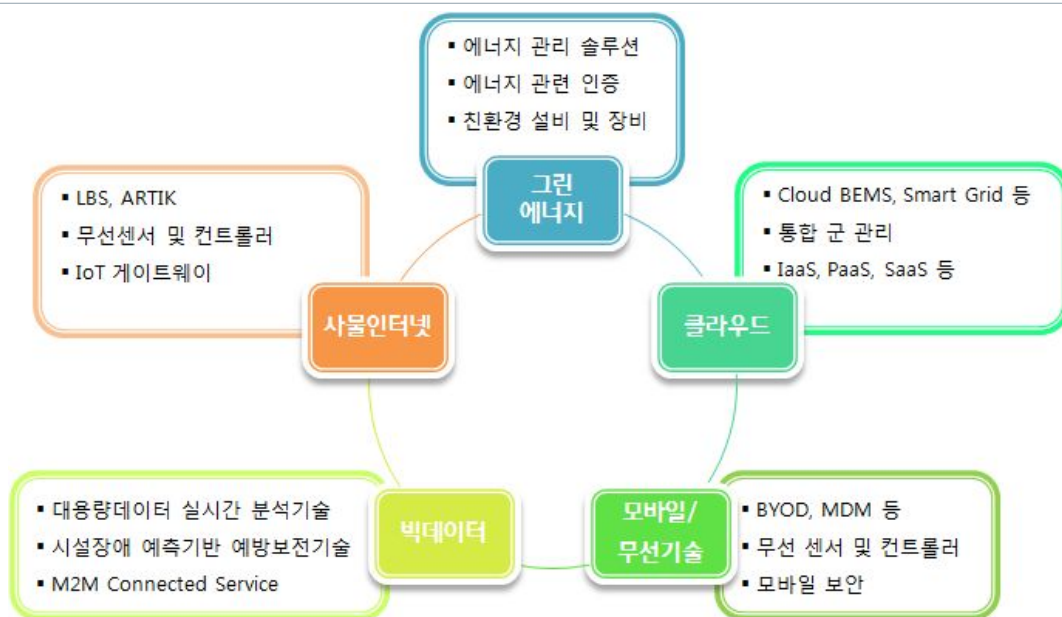 ▪ 에너지 관리 솔루션
▪ 에너지 관련 인증
▪ 친환경 설비 및 장비
그린
에너지
▪ LBS, ARTIK
▪ 무선센서 및 컨트롤러
▪ IoT 게이트웨이
사물인터넷
▪ Cloud BEMS, Smart Grid 등
▪ 통합 군 관리
▪ IaaS, PaaS, SaaS 등
클라우드
▪ 대용량데이터 실시간 분석기술
▪ 시설장애 예측기반 예방보전기술
▪ M2M Connected Service
빅데이터
모바일/
무선기술
▪ BYOD, MDM 등
▪ 무선 센서 및 컨트롤러
▪ 모바일 보안